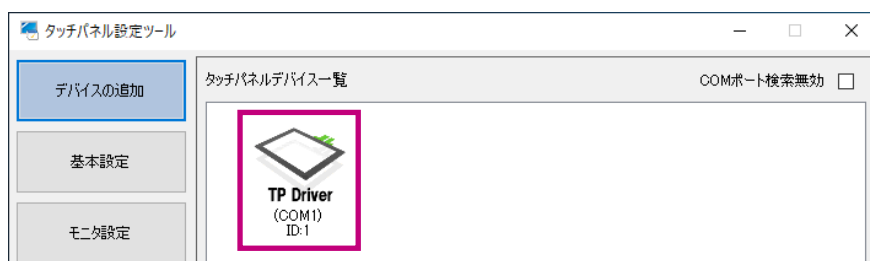 タッチパネル設定ツール
デバイスの追加
タッチパネルデバイス一覧
COMポート検索無効
基本設定
TP Driver
(COM1)
ID:1
モニタ設定